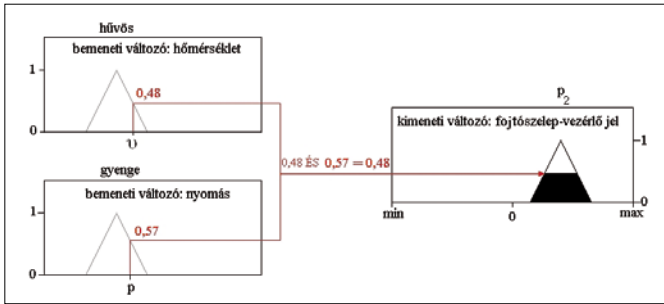 hűvös
bemeneti változó: hőmérséklet
1
0,48
0
υ
gyenge
bemeneti változó: nyomás
1
0,57
0
p
0,48 ÉS 0,57 = 0,48
p2
kimeneti változó: fojtószelep-vezérlő jel
1
0
min
0
max